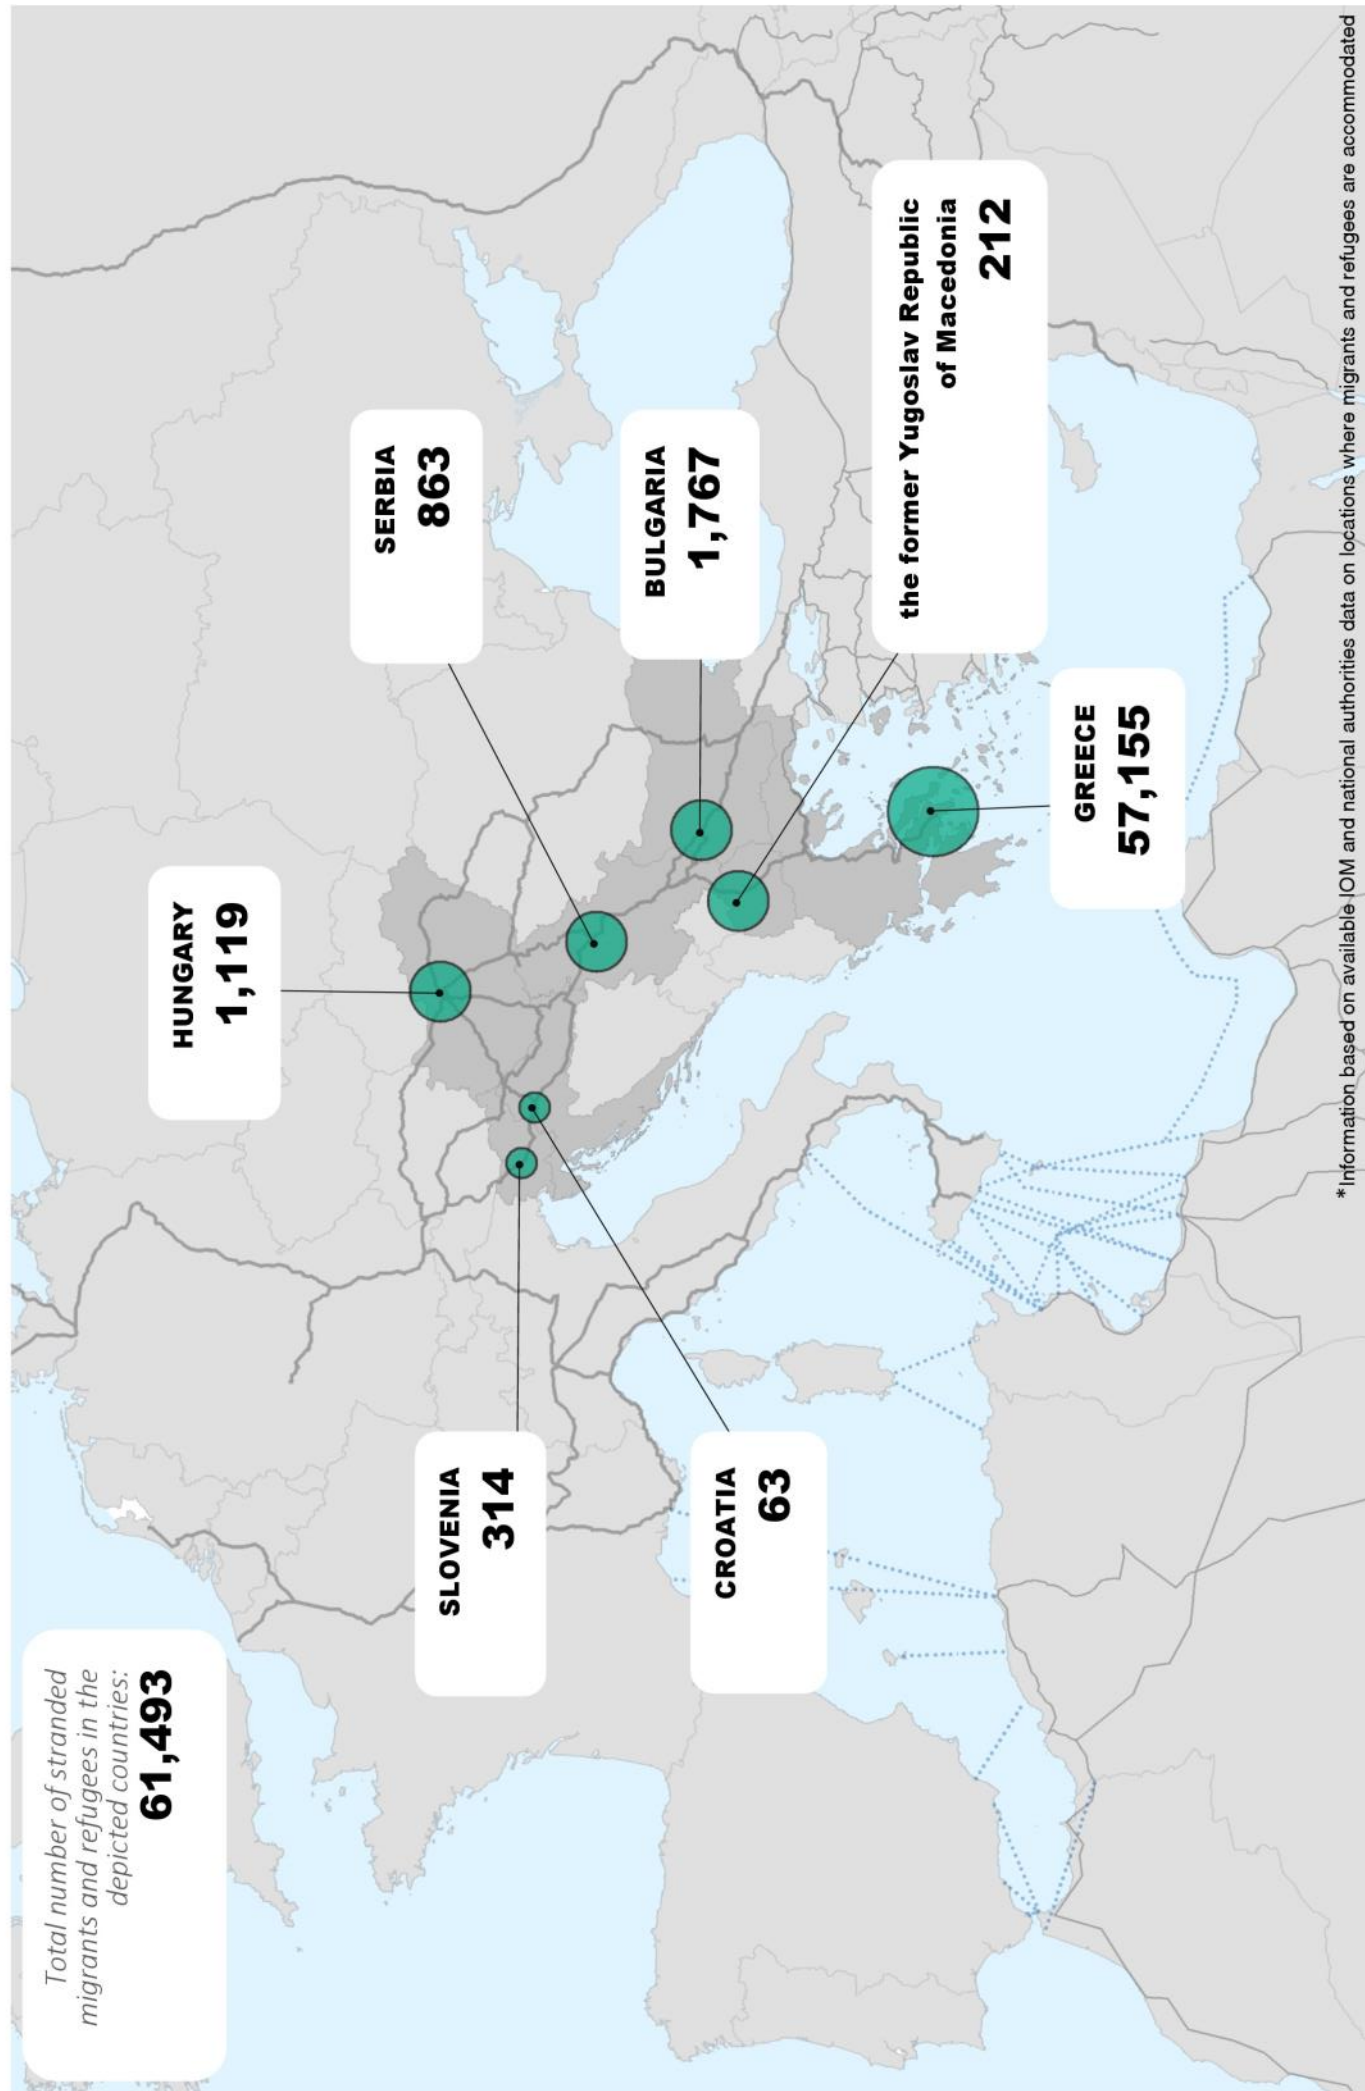 Total number of stranded
migrants and refugees in the
depicted countries:
61,493
HUNGARY
1,119
SERBIA
863
SLOVENIA
314
BULGARIA
1,767
CROATIA
63
the former Yugoslav Republic
of Macedonia
212
GREECE
57,155
*Information based on available IOM and national authorities data on locations where migrants and refugees are accommodated